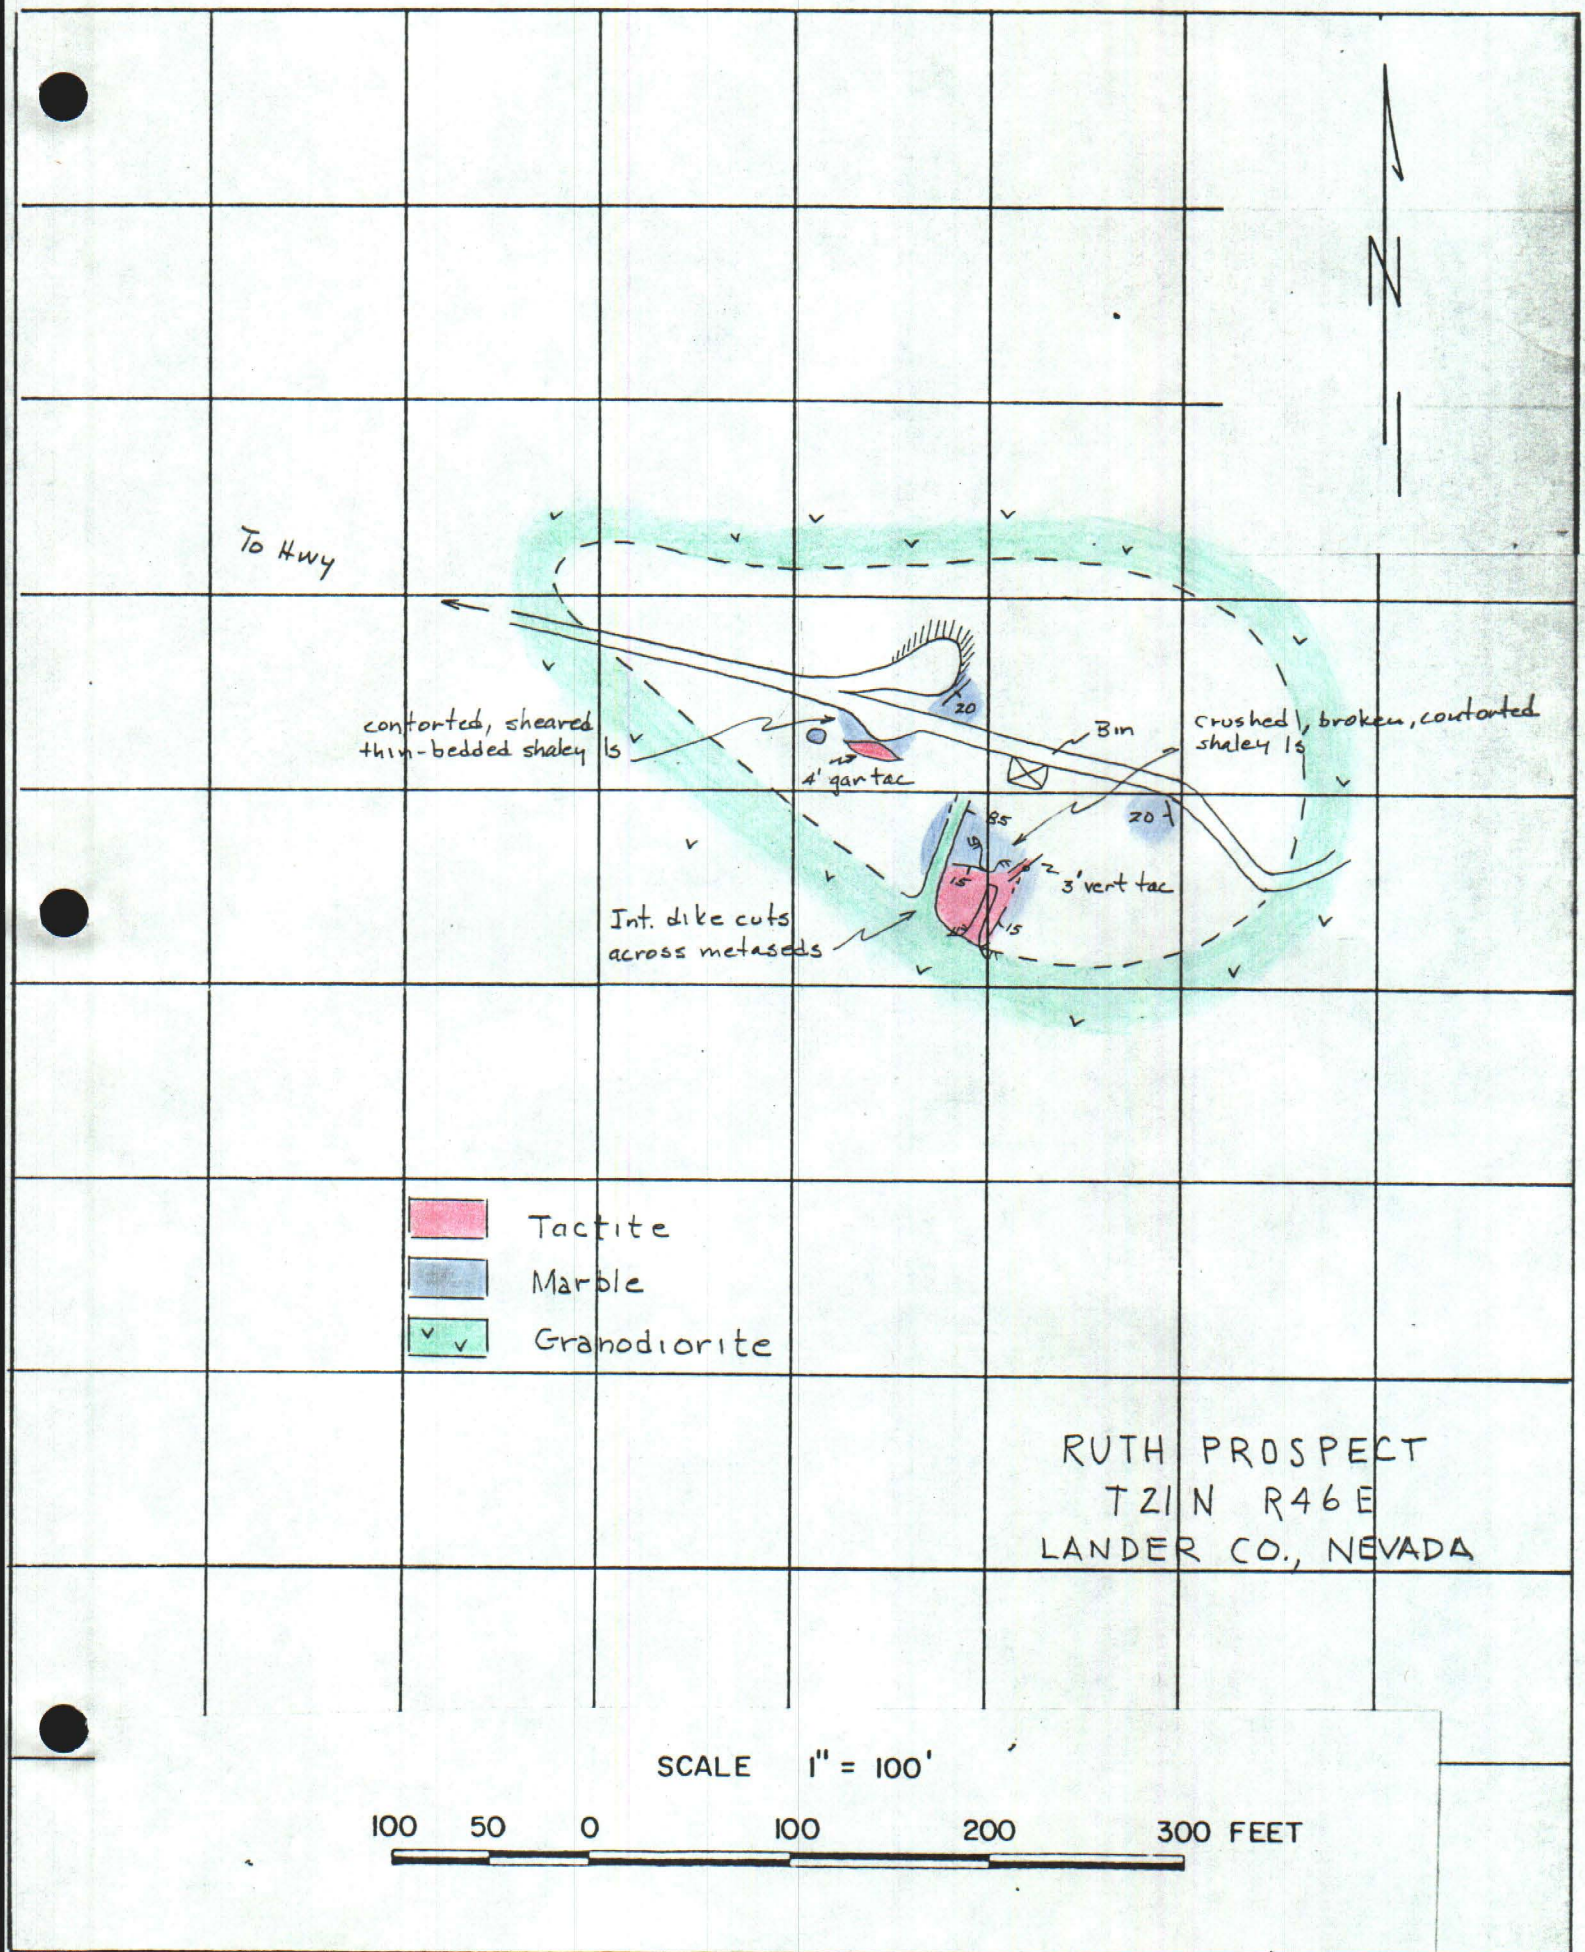 N
To Hwy
contorted, sheared
thin-bedded shaley ls
20
4' gar tac
Bin
crushed, broken, contorted
shaley ls
85
20
15
3' vert tac
15
Int. dike cuts
across metaseds
Tactite
Marble
Granodiorite
RUTH PROSPECT
T21N R46E
LANDER CO., NEVADA
SCALE 1" = 100'
100 50 0 100 200 300 FEET